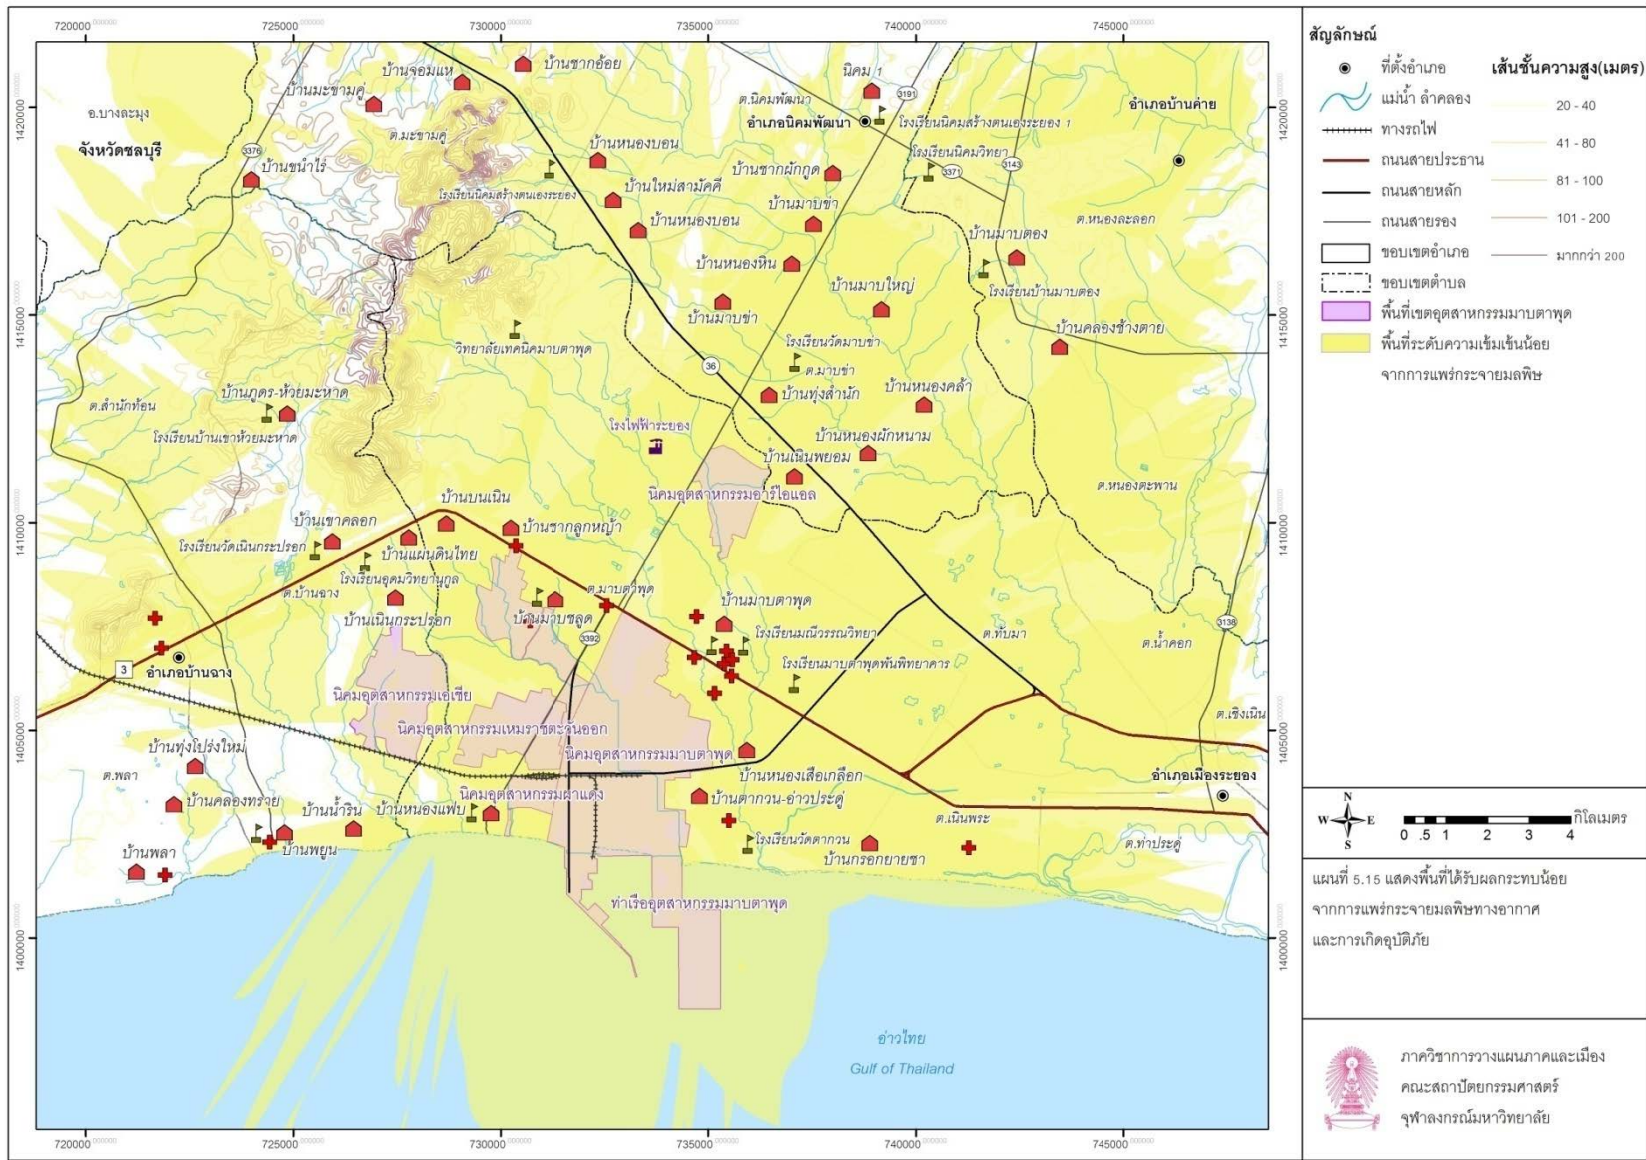 720000 725000 730000 735000 740000 745000
1420000 1420000
1415000 1415000
1410000 1410000
1405000 1405000
1400000 1400000
720000 725000 730000 735000 740000 745000
บ้านจอมแห
บ้านซากอ้อย
นิคม 1
บ้านมะขามคู่
อ.บางละมุง
ต.มะขามคู่
ต.นิคมพัฒนา
3191
อำเภอบ้านค่าย
อำเภอนิคมพัฒนา
โรงเรียนนิคมสร้างตนเองระยอง 1
จังหวัดชลบุรี
3376
บ้านหนองบอน
โรงเรียนนิคมวิทยา
บ้านขนำไร่
บ้านซากผักกูด
3371
3143
โรงเรียนนิคมสร้างตนเองระยอง
บ้านใหม่สามัคคี
บ้านมาบข่า
ต.หนองละลอก
บ้านหนองบอน
บ้านมาบตอง
บ้านหนองหิน
บ้านมาบใหญ่
โรงเรียนบ้านมาบตอง
บ้านมาบข่า
บ้านคลองช้างตาย
วิทยาลัยเทคนิคมาบตาพุด
โรงเรียนวัดมาบข่า
36
ต.มาบข่า
บ้านภูดร-ห้วยมะหาด
บ้านทุ่งสำนัก
บ้านหนองคล้า
ต.สำนักท้อน
โรงเรียนบ้านเขาห้วยมะหาด
โรงไฟฟ้าระยอง
บ้านหนองผักหนาม
บ้านเนินพยอม
นิคมอุตสาหกรรมอาร์ไอแอล
ต.หนองตะพาน
บ้านบนเนิน
บ้านเขาคลอก
บ้านซากลูกหญ้า
โรงเรียนวัดเนินกระปรอก
บ้านแผ่นดินไทย
โรงเรียนอุดมวิทยานุกูล
ต.บ้านฉาง
ต.มาบตาพุด
บ้านมาบตาพุด
บ้านเนินกระปรอก
บ้านมาบชลูด
3392
โรงเรียนมณีวรรณวิทยา
ต.ทับมา
3138
ต.น้ำคอก
3
อำเภอบ้านฉาง
โรงเรียนมาบตาพุดพันพิทยาคาร
นิคมอุตสาหกรรมเอเซีย
ต.เชิงเนิน
นิคมอุตสาหกรรมเหมราชตะวันออก
บ้านทุ่งโปร่งใหม่
นิคมอุตสาหกรรมมาบตาพุด
ต.พลา
บ้านหนองเสือเกลือก
อำเภอเมืองระยอง
นิคมอุตสาหกรรมผาแดง
บ้านคลองทราย
บ้านน้ำริน
บ้านหนองแฟบ
บ้านตากวน-อ่าวประดู่
ต.เนินพระ
บ้านพลา
บ้านพยูน
โรงเรียนวัดตากวน
บ้านกรอกยายชา
ต.ท่าประดู่
ท่าเรืออุตสาหกรรมมาบตาพุด
อ่าวไทย
Gulf of Thailand
สัญลักษณ์
ที่ตั้งอำเภอ
แม่น้ำ ลำคลอง
ทางรถไฟ
ถนนสายประธาน
ถนนสายหลัก
ถนนสายรอง
ขอบเขตอำเภอ
ขอบเขตตำบล
พื้นที่เขตอุตสาหกรรมมาบตาพุด
พื้นที่ระดับความเข้มเข้นน้อย
จากการแพร่กระจายมลพิษ
เส้นชั้นความสูง(เมตร)
20 - 40
41 - 80
81 - 100
101 - 200
มากกว่า 200
N
W E
S
0 .5 1 2 3 4
กิโลเมตร
แผนที่ 5.15 แสดงพื้นที่ได้รับผลกระทบน้อย
จากการแพร่กระจายมลพิษทางอากาศ
และการเกิดอุบัติภัย
ภาควิชาการวางแผนภาคและเมือง
คณะสถาปัตยกรรมศาสตร์
จุฬาลงกรณ์มหาวิทยาลัย